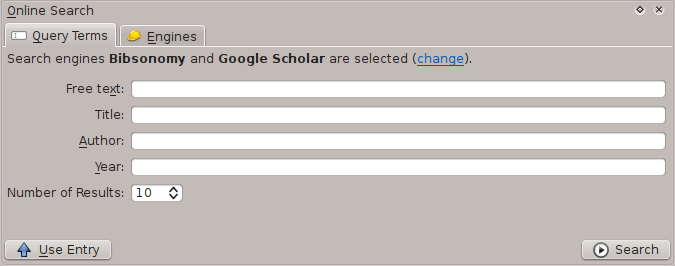 Online Search
Query Terms Engines
Search engines Bibsonomy and Google Scholar are selected (change).
Free text:
Title:
Author:
Year:
Number of Results: 10
Use Entry Search